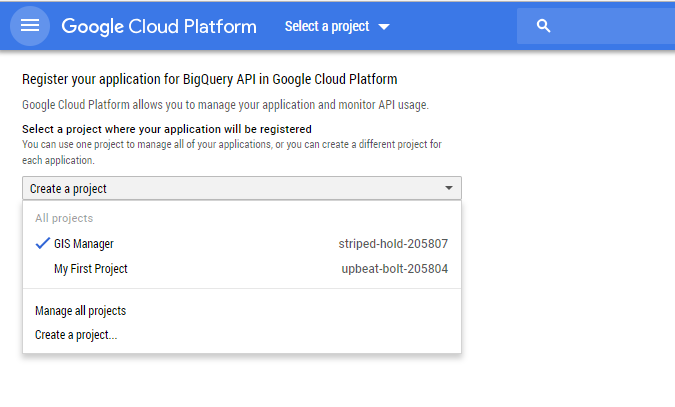 Google Cloud Platform Select a project
Register your application for BigQuery API in Google Cloud Platform
Google Cloud Platform allows you to manage your application and monitor API usage.
Select a project where your application will be registered
You can use one project to manage all of your applications, or you can create a different project for
each application.
Create a project
All projects
GIS Manager striped-hold-205807
My First Project upbeat-bolt-205804
Manage all projects
Create a project...